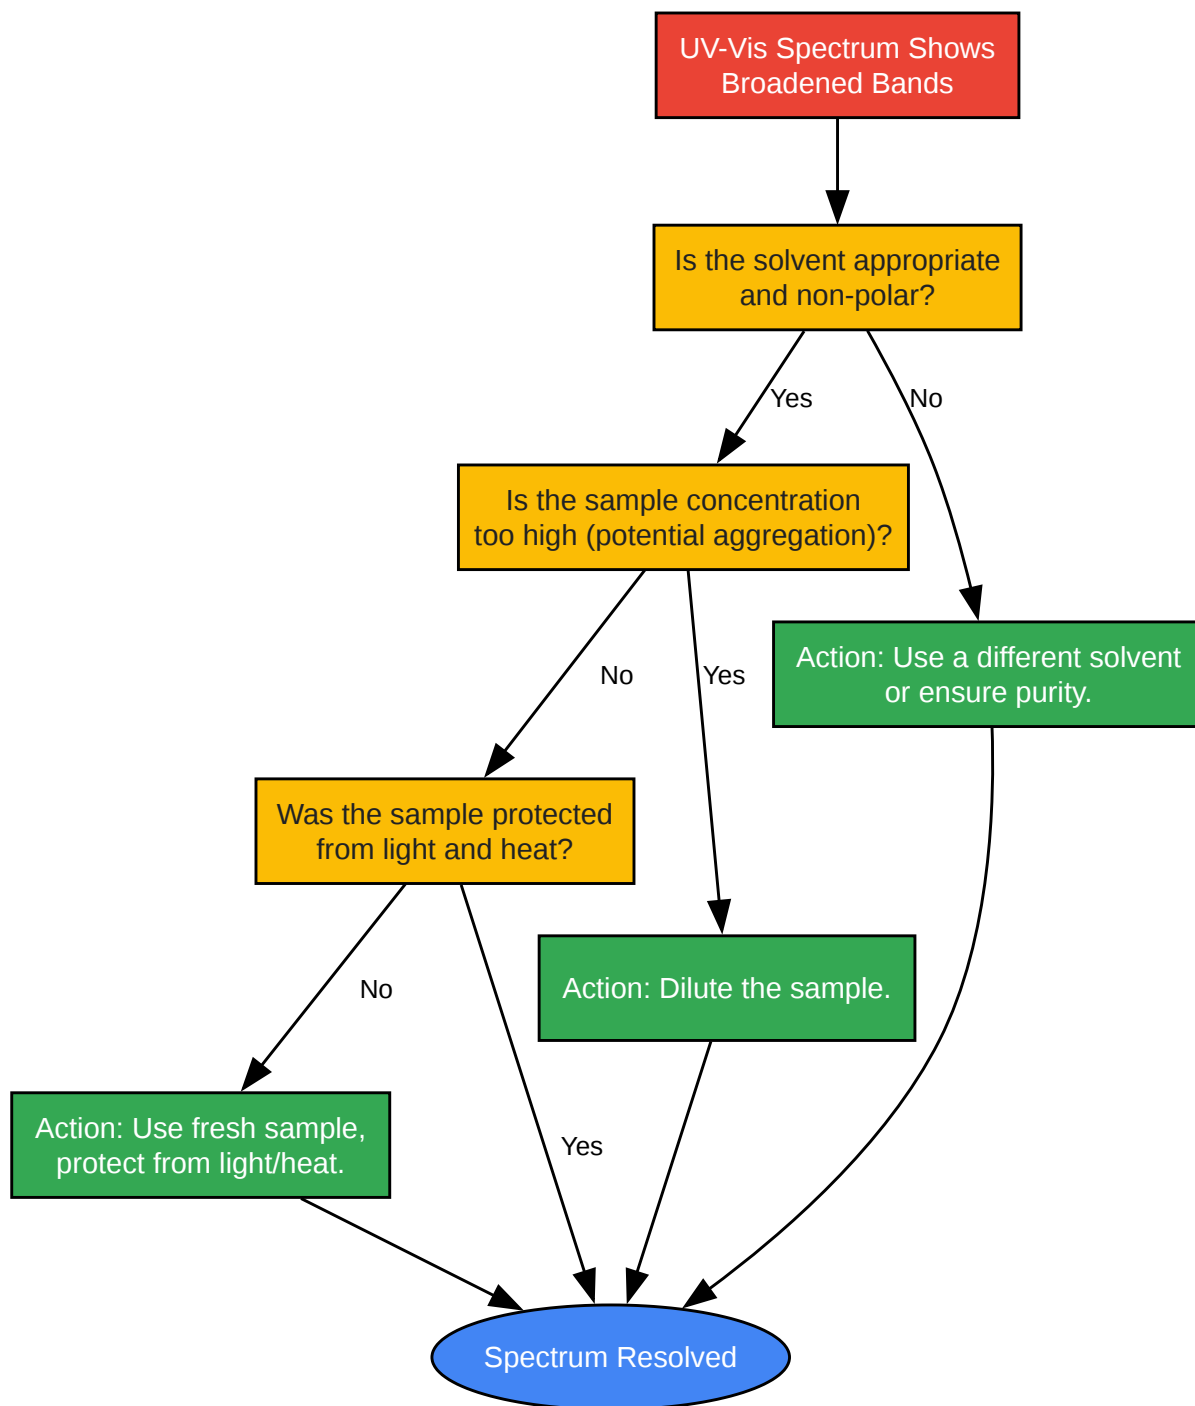 UV-Vis Spectrum Shows
Broadened Bands
Is the solvent appropriate
and non-polar?
Yes
No
Is the sample concentration
too high (potential aggregation)?
No
Yes
Action: Use a different solvent
or ensure purity.
Was the sample protected
from light and heat?
No
Action: Dilute the sample.
Yes
Action: Use fresh sample,
protect from light/heat.
Spectrum Resolved